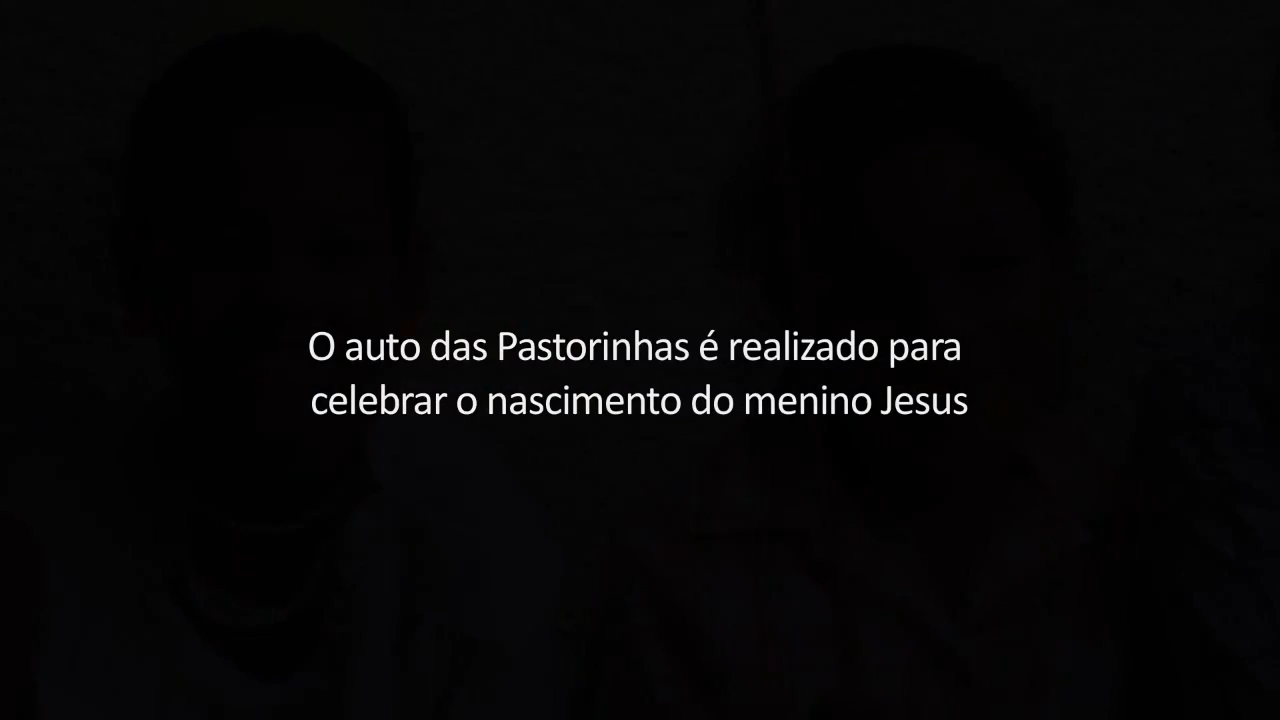 O auto das Pastorinhas é realizado para
celebrar o nascimento do menino Jesus